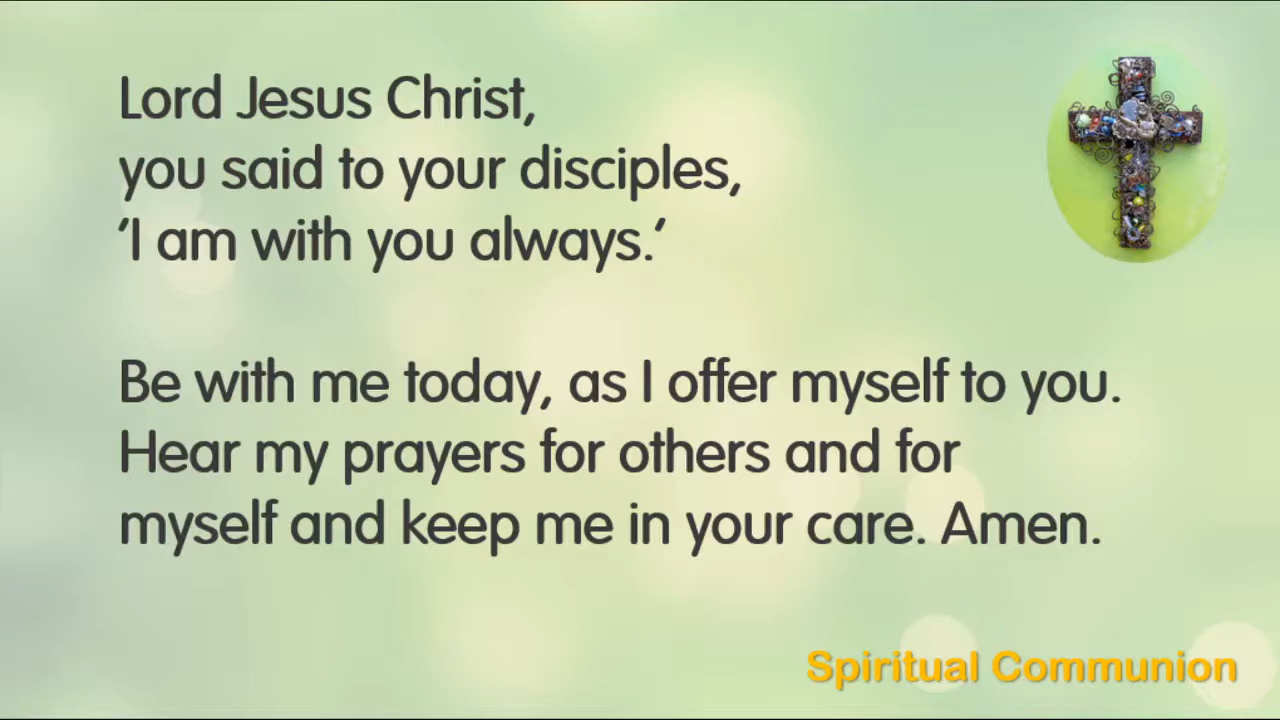 Lord Jesus Christ,
you said to your disciples,
‘I am with you always.’
Be with me today, as I offer myself to you.
Hear my prayers for others and for
myself and keep me in your care. Amen.
Spiritual Communion